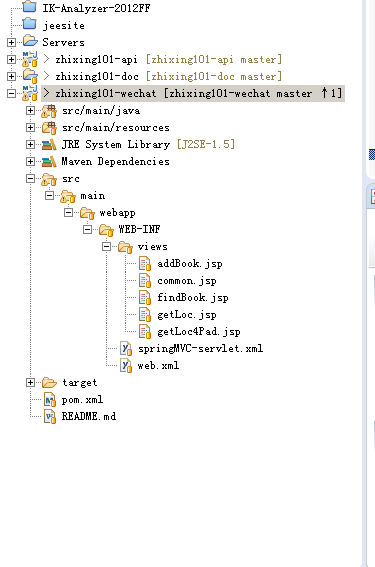 IK-Analyzer-2012FF
jeesite
Servers
> zhixing101-api [zhixing101-api master]
> zhixing101-doc [zhixing101-doc master]
> zhixing101-wechat [zhixing101-wechat master ↑1]
src/main/java
src/main/resources
JRE System Library [J2SE-1.5]
Maven Dependencies
src
main
webapp
WEB-INF
views
addBook.jsp
common.jsp
findBook.jsp
getLoc.jsp
getLoc4Pad.jsp
springMVC-servlet.xml
web.xml
target
pom.xml
README.md